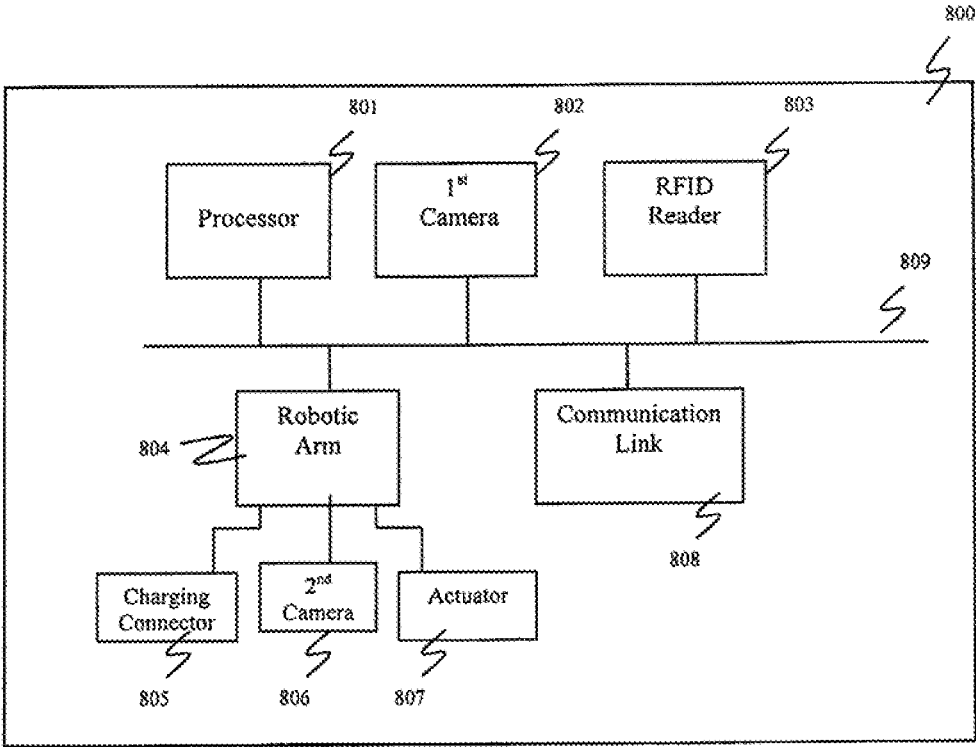 800
801
802
803
Processor
1st
Camera
RFID
Reader
809
Robotic
Arm
Communication
Link
804
808
Charging
Connector
2nd
Camera
Actuator
805
806
807